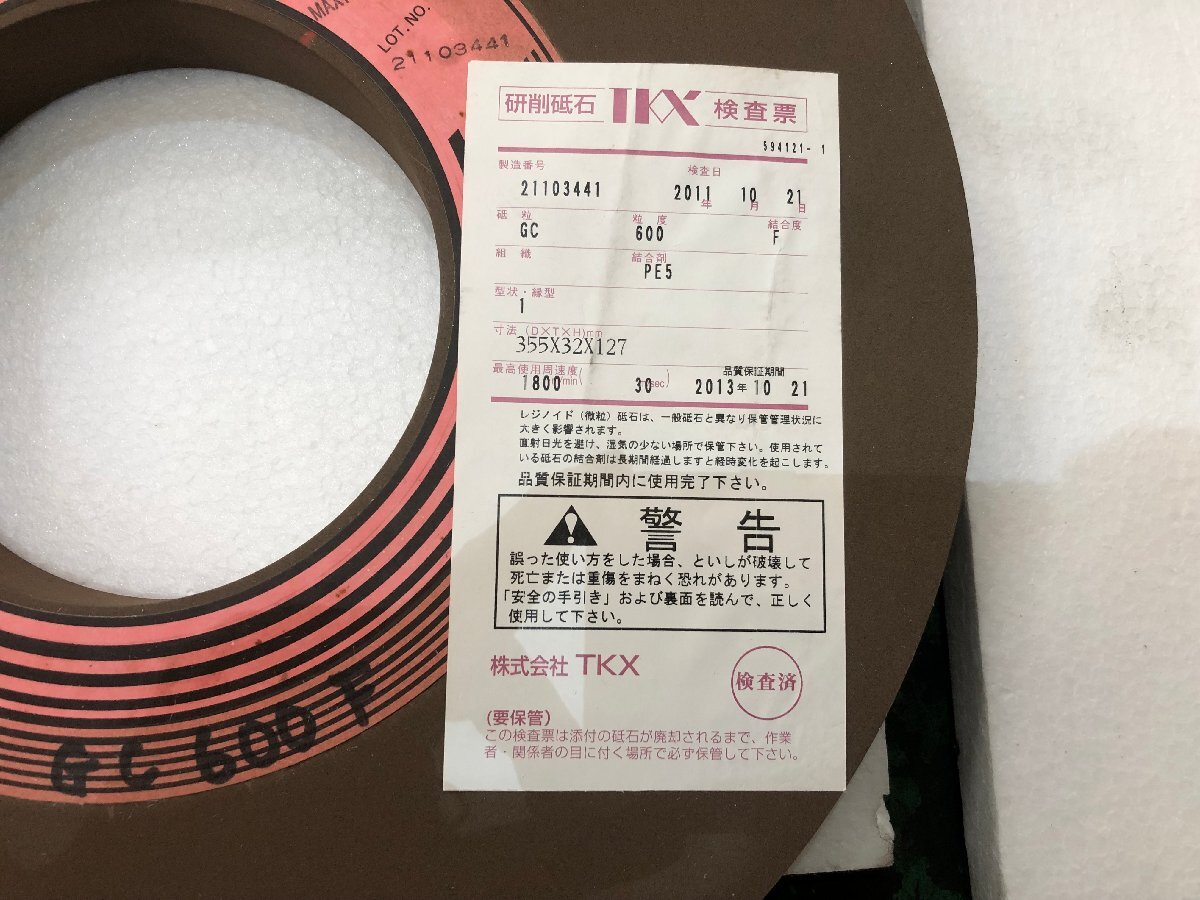 LOT.NO.
21103441
GC 600 F
研削砥石 TKX 検査票
594121- 1
製造番号 検査日
21103441 2011年 10月 21日
砥粒 粒度 結合度
GC 600 F
組織 結合剤
PE5
型状・縁型
1
寸法(D×T×H)mm
355X32X127
最高使用周速度 品質保証期間
1800 /min( 30 /sec) 2013年 10 21
レジノイド(微粒)砥石は、一般砥石と異なり保管管理状況に
大きく影響されます。
直射日光を避け、湿気の少ない場所で保管下さい。使用されて
いる砥石の結合剤は長期間経過しますと経時変化を起こします。
品質保証期間内に使用完了下さい。
警告
誤った使い方をした場合、といしが破壊して
死亡または重傷をまねく恐れがあります。
「安全の手引き」および裏面を読んで、正しく
使用して下さい。
株式会社 TKX
検査済
(要保管)
この検査票は添付の砥石が廃却されるまで、作業
者・関係者の目に付く場所で必ず保管して下さい。